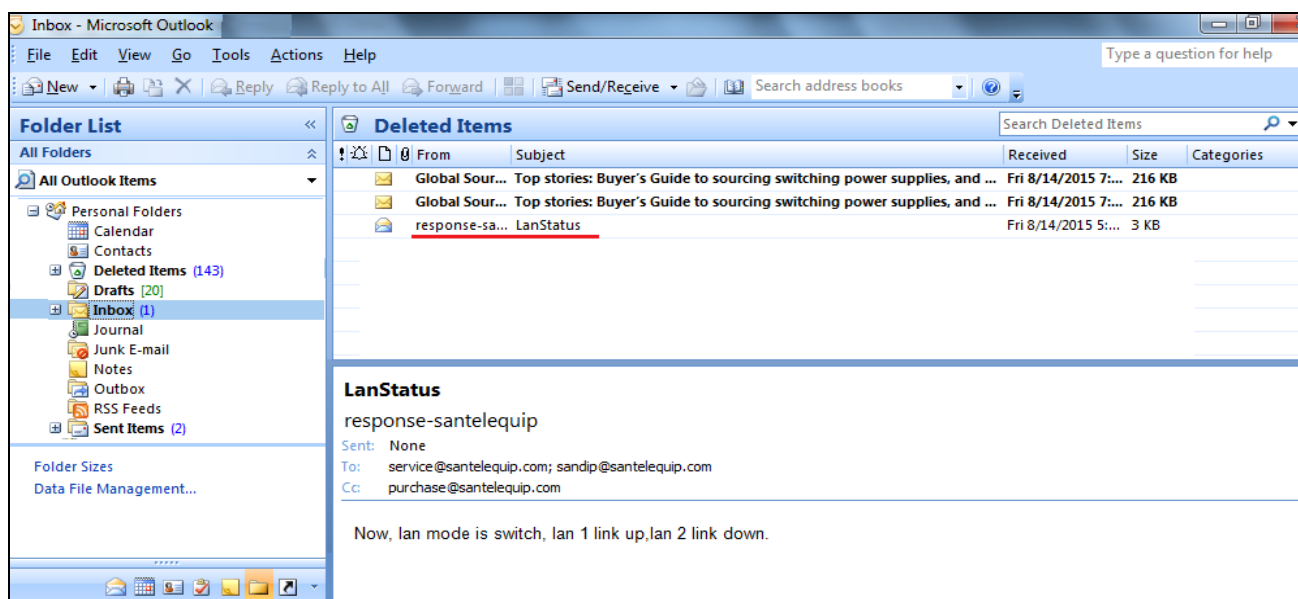 Inbox - Microsoft Outlook
File Edit View Go Tools Actions Help Type a question for help
New Reply Reply to All Forward Send/Receive Search address books
Folder List «
Deleted Items Search Deleted Items
All Folders
! From Subject Received Size Categories
All Outlook Items
Global Sour... Top stories: Buyer's Guide to sourcing switching power supplies, and ... Fri 8/14/2015 7:... 216 KB
Global Sour... Top stories: Buyer's Guide to sourcing switching power supplies, and ... Fri 8/14/2015 7:... 216 KB
response-sa... LanStatus Fri 8/14/2015 5:... 3 KB
Personal Folders
Calendar
Contacts
Deleted Items (143)
Drafts [20]
Inbox (1)
Journal
Junk E-mail
Notes
Outbox
RSS Feeds
Sent Items (2)
Folder Sizes
Data File Management...
LanStatus
response-santelequip
Sent: None
To: service@santelequip.com; sandip@santelequip.com
Cc: purchase@santelequip.com
Now, lan mode is switch, lan 1 link up,lan 2 link down.